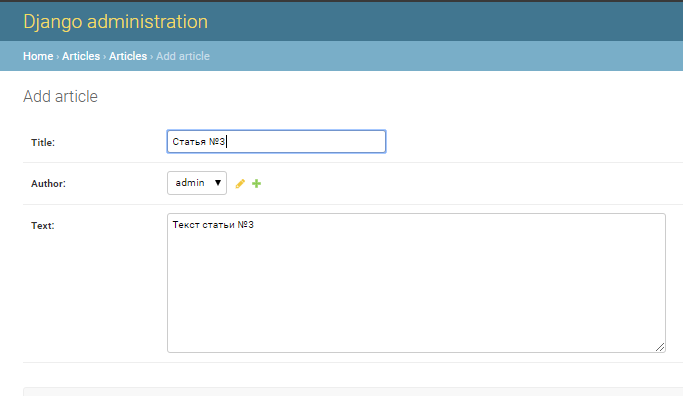 Django administration
Home › Articles › Articles › Add article
Add article
Title: Статья №3
Author: admin
Text: Текст статьи №3